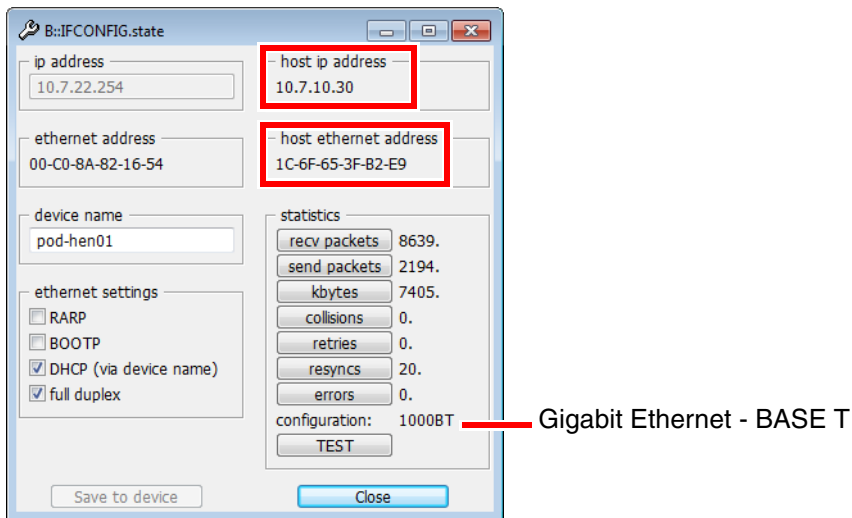 B::IFCONFIG.state
ip address
10.7.22.254
host ip address
10.7.10.30
ethernet address
00-C0-8A-82-16-54
host ethernet address
1C-6F-65-3F-B2-E9
device name
pod-hen01
ethernet settings
RARP
BOOTP
DHCP (via device name)
full duplex
statistics
recv packets 8639.
send packets 2194.
kbytes 7405.
collisions 0.
retries 0.
resyncs 20.
errors 0.
configuration: 1000BT
TEST
Gigabit Ethernet - BASE T
Save to device
Close